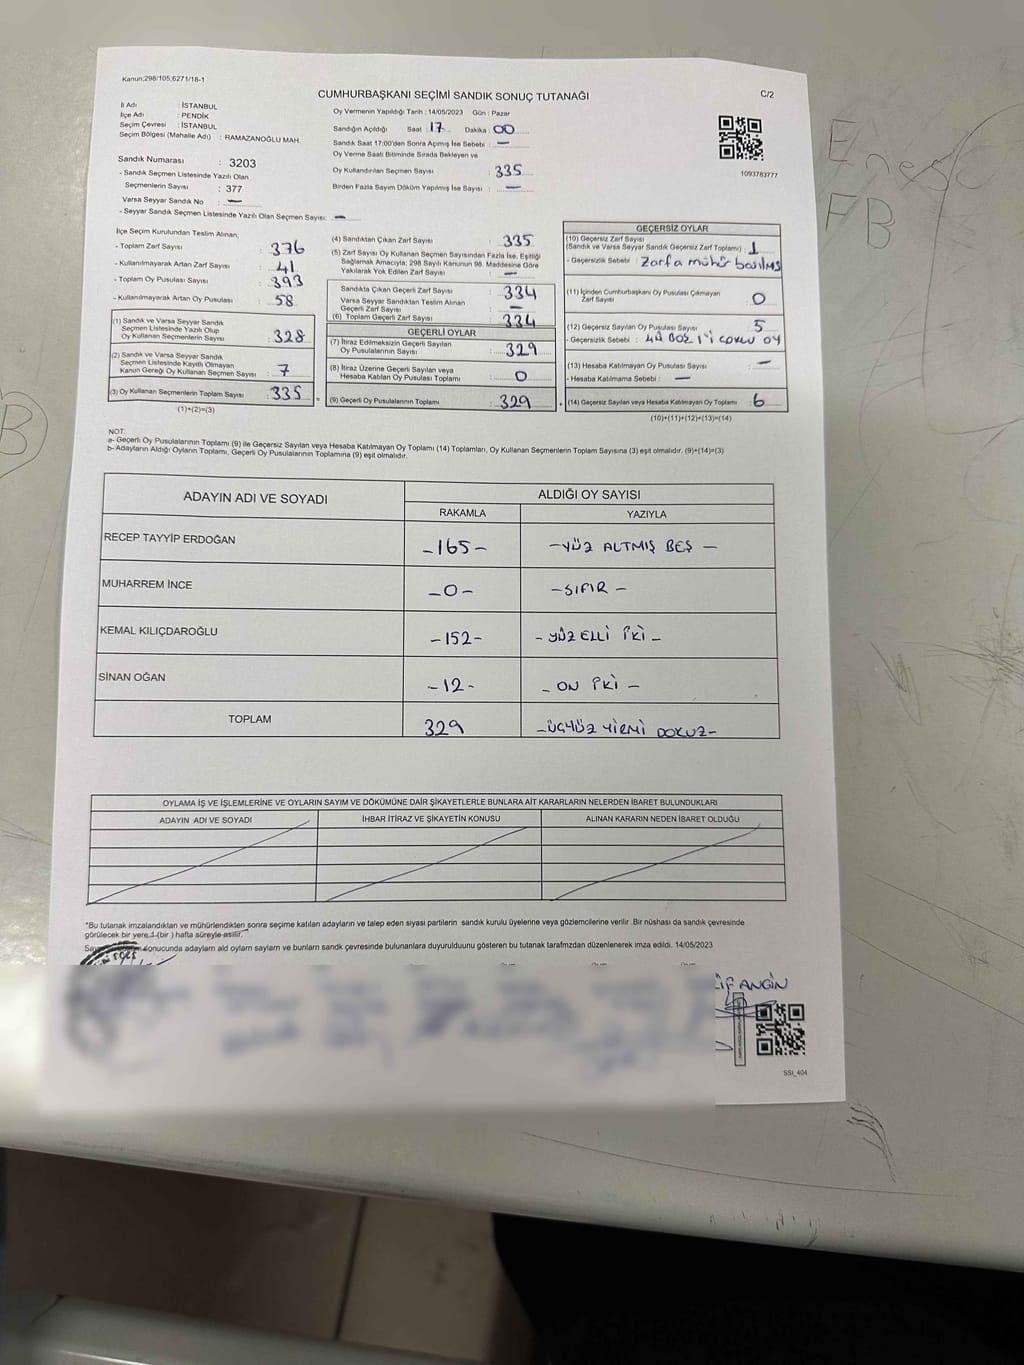 Kanun;298/105,6271/18-1
CUMHURBAŞKANI SEÇİMİ SANDIK SONUÇ TUTANAĞI
C/2
İl Adı : İSTANBUL
İlçe Adı : PENDİK
Seçim Çevresi : İSTANBUL
Seçim Bölgesi (Mahalle Adı) : RAMAZANOĞLU MAH.
Sandık Numarası : 3203
- Sandık Seçmen Listesinde Yazılı Olan
Seçmenlerin Sayısı : 377
Varsa Seyyar Sandık No : —
- Seyyar Sandık Seçmen Listesinde Yazılı Olan Seçmen Sayısı: —
Oy Vermenin Yapıldığı Tarih : 14/05/2023 Gün : Pazar
Sandığın Açıldığı Saat : 17 Dakika : 00
Sandık Saat 17:00'den Sonra Açımış İse Sebebi : —
Oy Verme Saati Bitiminde Sırada Bekleyen ve
Oy Kullandırılan Seçmen Sayısı : 335
Birden Fazla Sayım Döküm Yapılmış İse Sayısı : —
1093783777
İlçe Seçim Kurulundan Teslim Alınan;
- Toplam Zarf Sayısı : 376
- Kullanılmayarak Artan Zarf Sayısı : 41
- Toplam Oy Pusulası Sayısı : 393
- Kullanılmayarak Artan Oy Pusulası : 58
(1) Sandık ve Varsa Seyyar Sandık
Seçmen Listesinde Yazılı Olup
Oy Kullanan Seçmenlerin Sayısı : 328
(2) Sandık ve Varsa Seyyar Sandık
Seçmen Listesinde Kayıtlı Olmayan
Kanun Gereği Oy Kullanan Seçmen Sayısı : 7
(3) Oy Kullanan Seçmenlerin Toplam Sayısı : 335
(1)+(2)=(3)
(4) Sandıktan Çıkan Zarf Sayısı : 335
(5) Zarf Sayısı Oy Kullanan Seçmen Sayısından Fazla İse, Eşitliği
Sağlamak Amacıyla; 298 Sayılı Kanunun 98. Maddesine Göre
Yakılarak Yok Edilen Zarf Sayısı : —
Sandıkta Çıkan Geçerli Zarf Sayısı : 334
Varsa Seyyar Sandıktan Teslim Alınan
Geçerli Zarf Sayısı : —
(6) Toplam Geçerli Zarf Sayısı : 334
GEÇERLİ OYLAR
(7) İtiraz Edilmeksizin Geçerli Sayılan
Oy Pusulalarının Sayısı : 329
(8) İtiraz Üzerine Geçerli Sayılan veya
Hesaba Katılan Oy Pusulası Toplamı : 0
(9) Geçerli Oy Pusulalarının Toplamı : 329
GEÇERSİZ OYLAR
(10) Geçersiz Zarf Sayısı
(Sandık ve Varsa Seyyar Sandık Geçersiz Zarf Toplamı) : 1
- Geçersizlik Sebebi : Zarfa mühür basılmış
(11) İçinden Cumhurbaşkanı Oy Pusulası Çıkmayan
Zarf Sayısı : 0
(12) Geçersiz Sayılan Oy Pusulası Sayısı : 5
- Geçersizlik Sebebi : 4Ü BOŞ 1'İ ÇOKLU OY
(13) Hesaba Katılmayan Oy Pusulası Sayısı : —
- Hesaba Katılmama Sebebi : —
(14) Geçersiz Sayılan veya Hesaba Katılmayan Oy Toplamı : 6
(10)+(11)+(12)+(13)=(14)
NOT:
a- Geçerli Oy Pusulalarının Toplamı (9) ile Geçersiz Sayılan veya Hesaba Katılmayan Oy Toplamı (14) Toplamları, Oy Kullanan Seçmenlerin Toplam Sayısına (3) eşit olmalıdır. (9)+(14)=(3)
b- Adayların Aldığı Oyların Toplamı, Geçerli Oy Pusulalarının Toplamına (9) eşit olmalıdır.
ADAYIN ADI VE SOYADI ALDIĞI OY SAYISI
RAKAMLA YAZIYLA
RECEP TAYYİP ERDOĞAN -165- -YÜZ ALTMIŞ BEŞ -
MUHARREM İNCE -0- -SIFIR -
KEMAL KILIÇDAROĞLU -152- - YÜZ ELLİ İKİ -
SİNAN OĞAN -12- - ON İKİ -
TOPLAM 329 -ÜÇYÜZ YİRMİ DOKUZ-
OYLAMA İŞ VE İŞLEMLERİNE VE OYLARIN SAYIM VE DÖKÜMÜNE DAİR ŞİKAYETLERLE BUNLARA AİT KARARLARIN NELERDEN İBARET BULUNDUKLARI
ADAYIN ADI VE SOYADI İHBAR İTİRAZ VE ŞİKAYETİN KONUSU ALINAN KARARIN NEDEN İBARET OLDUĞU
*Bu tutanak imzalandıktan ve mühürlendikten sonra seçime katılan adayların ve talep eden siyasi partilerin sandık kurulu üyelerine veya gözlemcilerine verilir .Bir nüshası da sandık çevresinde
görülecek bir yere 1 (bir ) hafta süreyle asılır.
sonucunda adayların ald oyların sayların ve bunların sandık çevresinde bulunanlara duyurulduunu gösteren bu tutanak tarafmzdan düzenlenerek imza edildi. 14/05/2023
ANGİN
SSI_404
Enes
FB
B